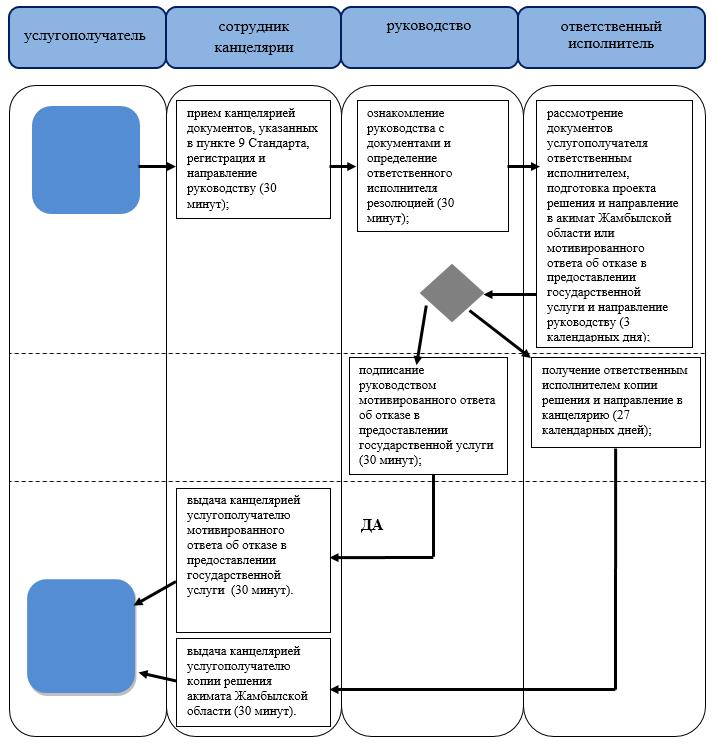 услугополучатель
сотрудник
канцелярии
руководство
ответственный
исполнитель
прием канцелярией
документов, указанных
в пункте 9 Стандарта,
регистрация и
направление
руководству (30
минут);
ознакомление
руководства с
документами и
определение
ответственного
исполнителя
резолюцией (30
минут);
рассмотрение
документов
услугополучателя
ответственным
исполнителем,
подготовка проекта
решения и направление
в акимат Жамбылской
области или
мотивированного
ответа об отказе в
предоставлении
государственной
услуги и направление
руководству (3
календарных дня);
подписание
руководством
мотивированного ответа
об отказе в
предоставлении
государственной услуги
(30 минут);
получение ответственным
исполнителем копии
решения и направление в
канцелярию (27
календарных дней);
выдача канцелярией
услугополучателю
мотивированного
ответа об отказе в
предоставлении
государственной
услуги (30 минут).
ДА
выдача канцелярией
услугополучателю
копии решения
акимата Жамбылской
области (30 минут).